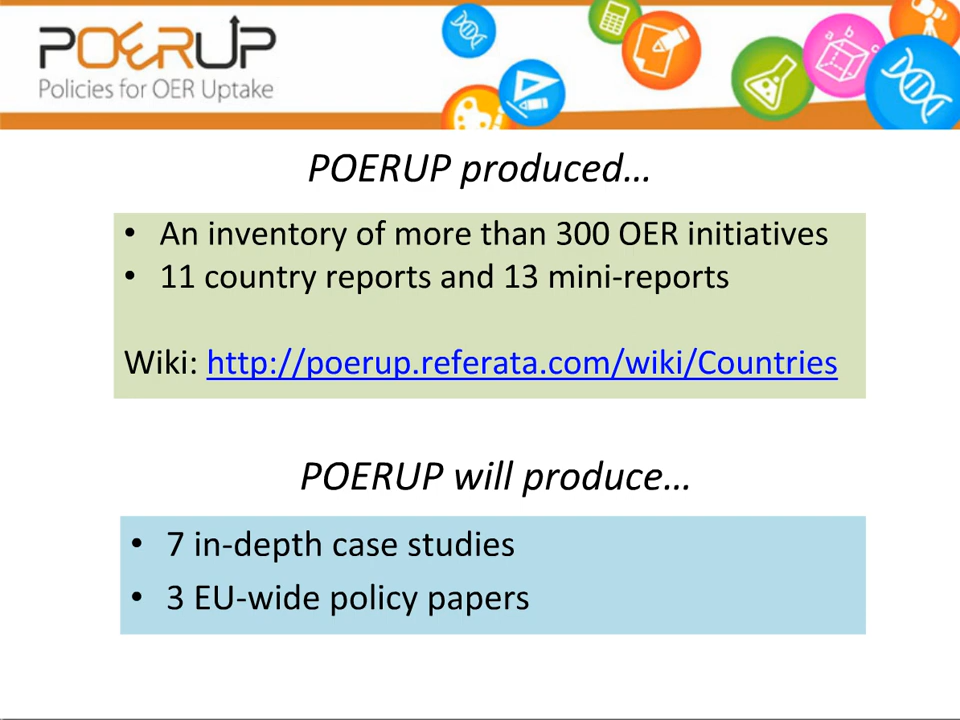 POERUP
Policies for OER Uptake
a b c
POERUP produced…
• An inventory of more than 300 OER initiatives
• 11 country reports and 13 mini-reports
Wiki: http://poerup.referata.com/wiki/Countries
POERUP will produce…
• 7 in-depth case studies
• 3 EU-wide policy papers